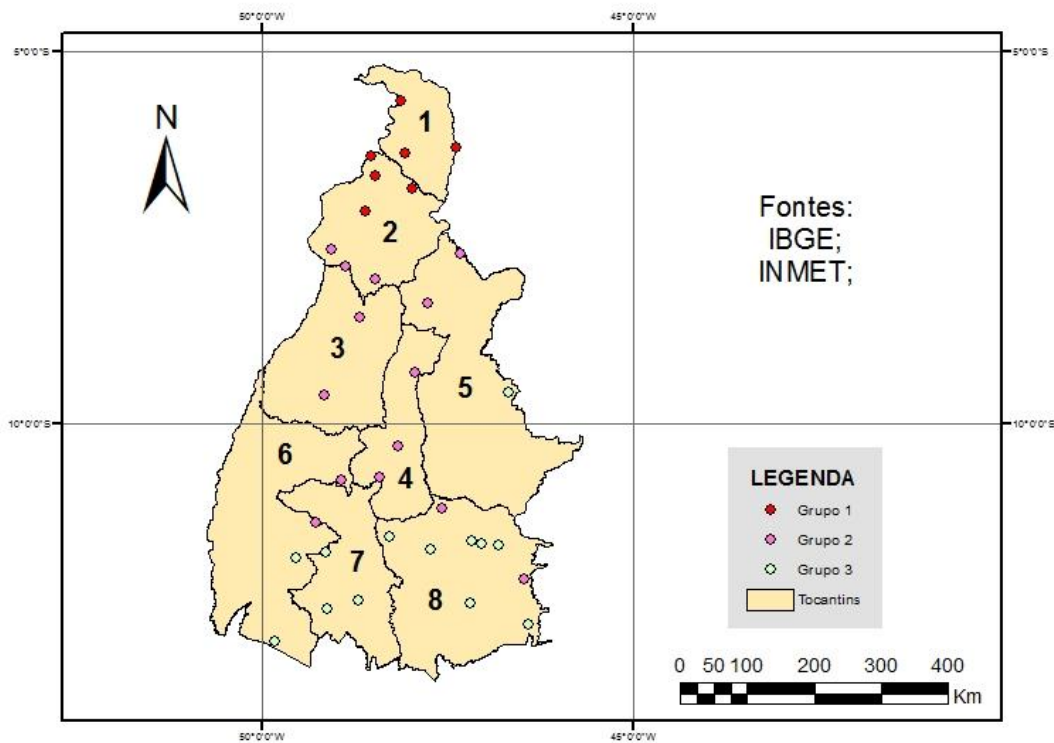 50°0'0"O 45°0'0"O
5°0'0"S 5°0'0"S
N
1
2
Fontes:
IBGE;
INMET;
3
5
10°0'0"S 10°0'0"S
6
4
LEGENDA
Grupo 1
Grupo 2
Grupo 3
Tocantins
7
8
0 50 100 200 300 400
Km
50°0'0"O 45°0'0"O